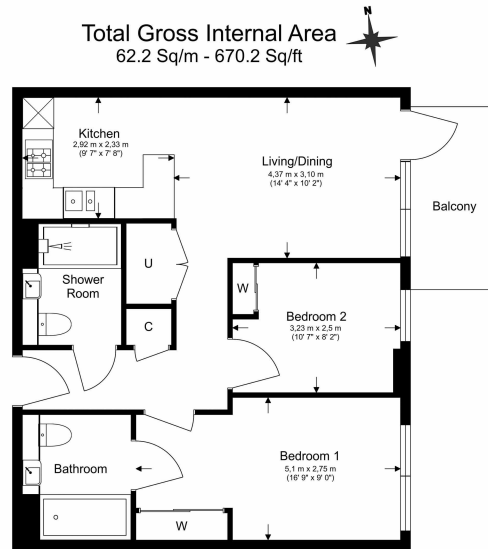 Total Gross Internal Area
62.2 Sq/m - 670.2 Sq/ft
N
Kitchen
2,92 m x 2,33 m
(9' 7" x 7' 8")
Living/Dining
4,37 m x 3,10 m
(14' 4" x 10' 2")
Balcony
U
Shower
Room
C
W
Bedroom 2
3,23 m x 2,5 m
(10' 7" x 8' 2")
Bathroom
Bedroom 1
5,1 m x 2,75 m
(16' 9" x 9' 0")
W